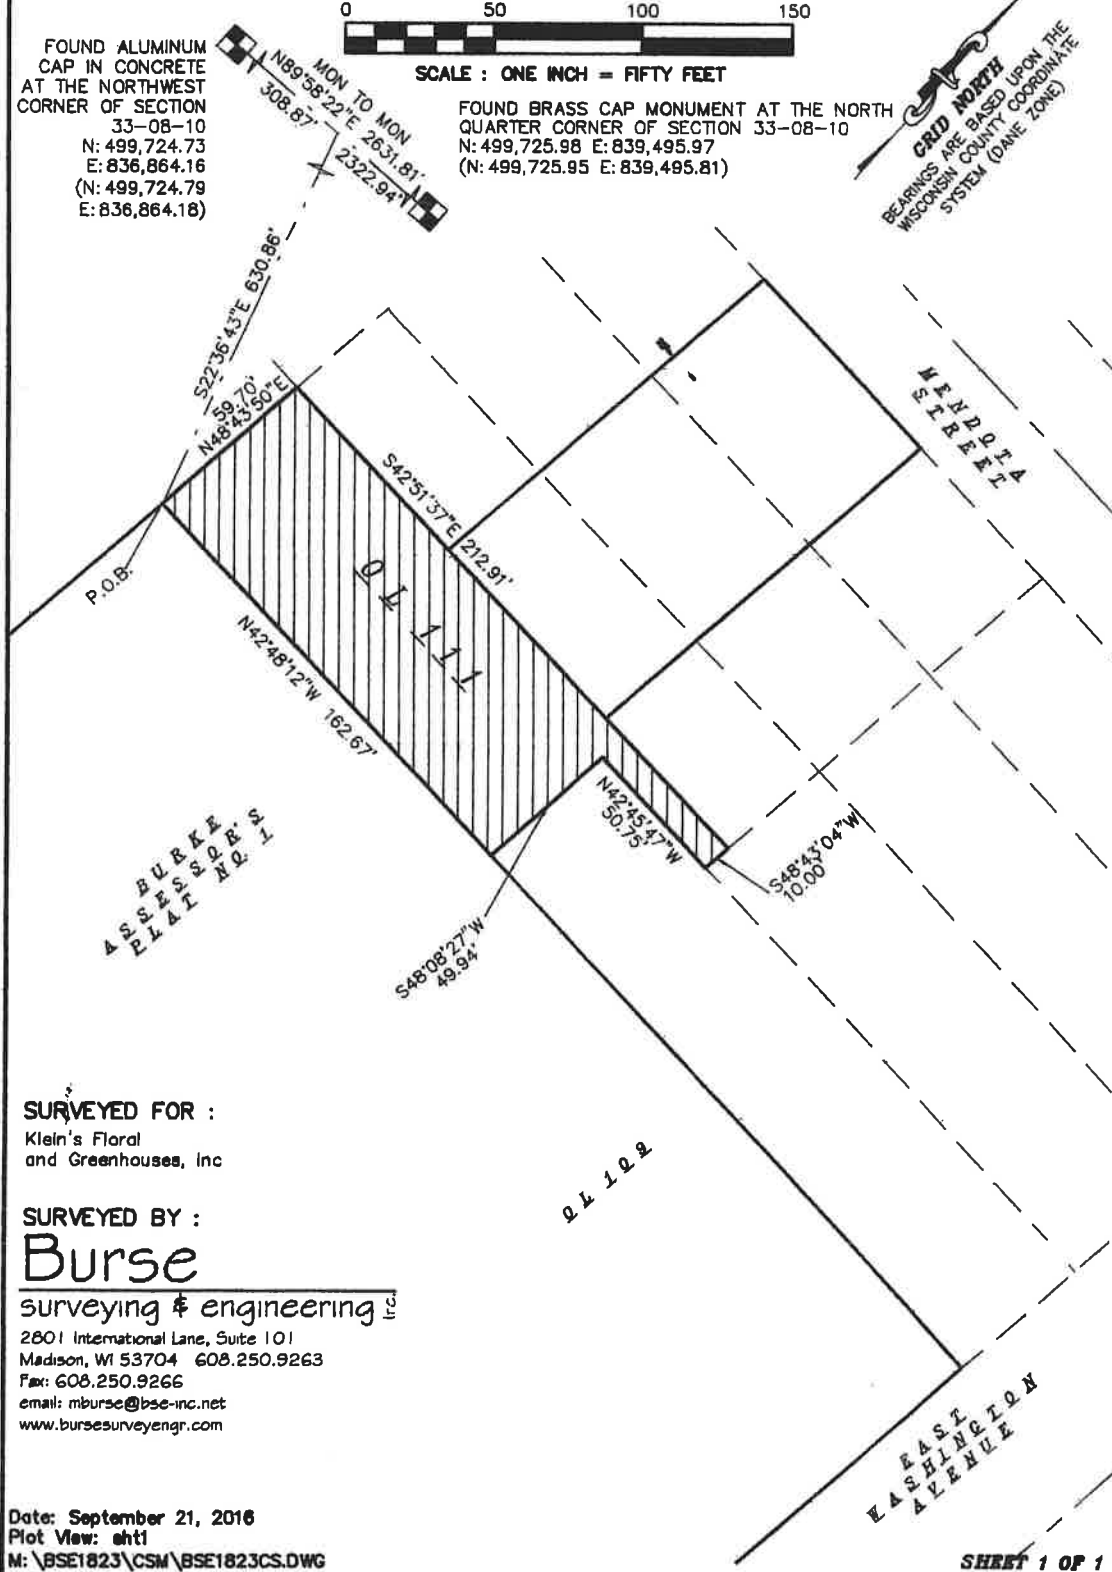 0 50 100 150
SCALE : ONE INCH = FIFTY FEET
FOUND ALUMINUM
CAP IN CONCRETE
AT THE NORTHWEST
CORNER OF SECTION
33-08-10
N: 499,724.73
E: 836,864.16
(N: 499,724.79
E: 836,864.18)
MON TO MON
N89°58'22"E 2631.81'
308.87'
2322.94'
FOUND BRASS CAP MONUMENT AT THE NORTH
QUARTER CORNER OF SECTION 33-08-10
N: 499,725.98 E: 839,495.97
(N: 499,725.95 E: 839,495.81)
GRID NORTH
BEARINGS ARE BASED UPON THE
WISCONSIN COUNTY COORDINATE
SYSTEM (DANE ZONE)
S22°36'43"E 630.86'
59.70'
N48°43'50"E
S42°51'37"E 212.91'
MENDOTA
STREET
P.O.B.
OL 111
N42°48'12"W 162.67'
N42°45'47"W
50.75'
S48°43'04"W
10.00'
S48°08'27"W
49.94'
BURKE
ASSESSOR'S
PLAT NO. 1
OL 109
EAST
WASHINGTON
AVENUE
SURVEYED FOR :
Klein's Floral
and Greenhouses, Inc
SURVEYED BY :
Burse
surveying & engineering inc.
2801 International Lane, Suite 101
Madison, WI 53704 608.250.9263
Fax: 608.250.9266
email: mburse@bse-inc.net
www.bursesurveyengr.com
Date: September 21, 2016
Plot View: sht1
M: \BSE1823\CSM\BSE1823CS.DWG
SHEET 1 OF 1